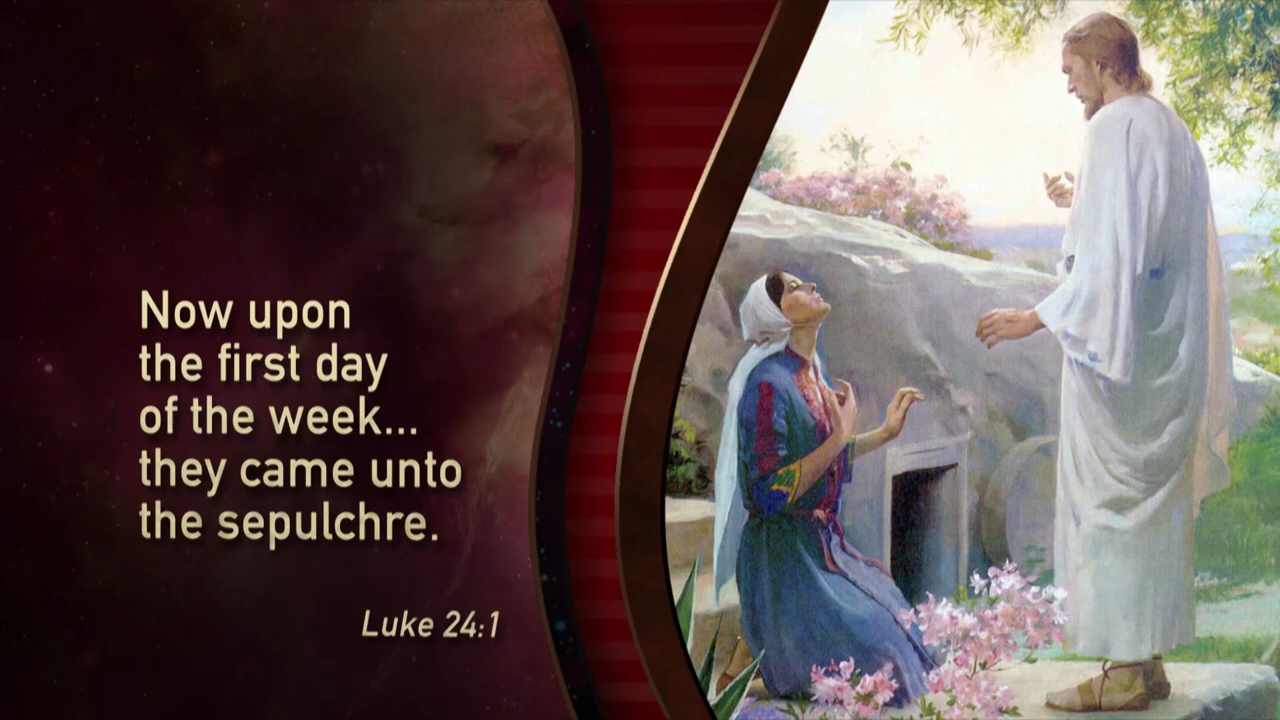 Now upon
the first day
of the week...
they came unto
the sepulchre.
Luke 24:1